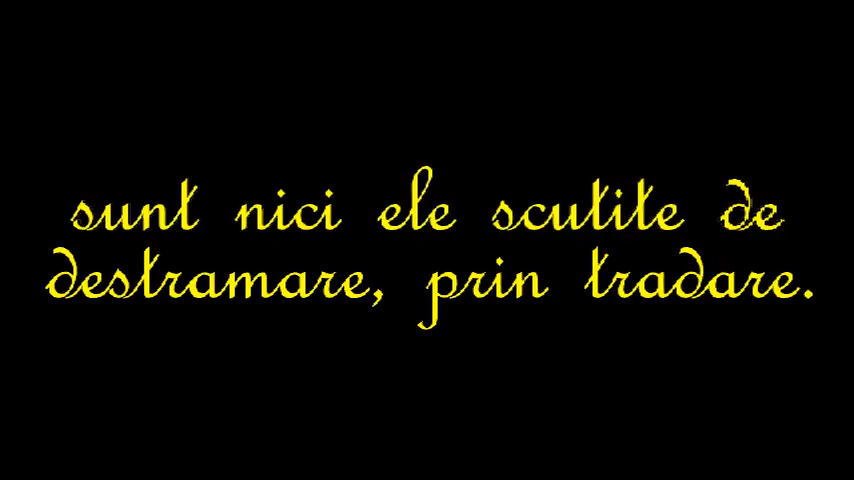 sunt nici ele scutite de
destramare, prin tradare.